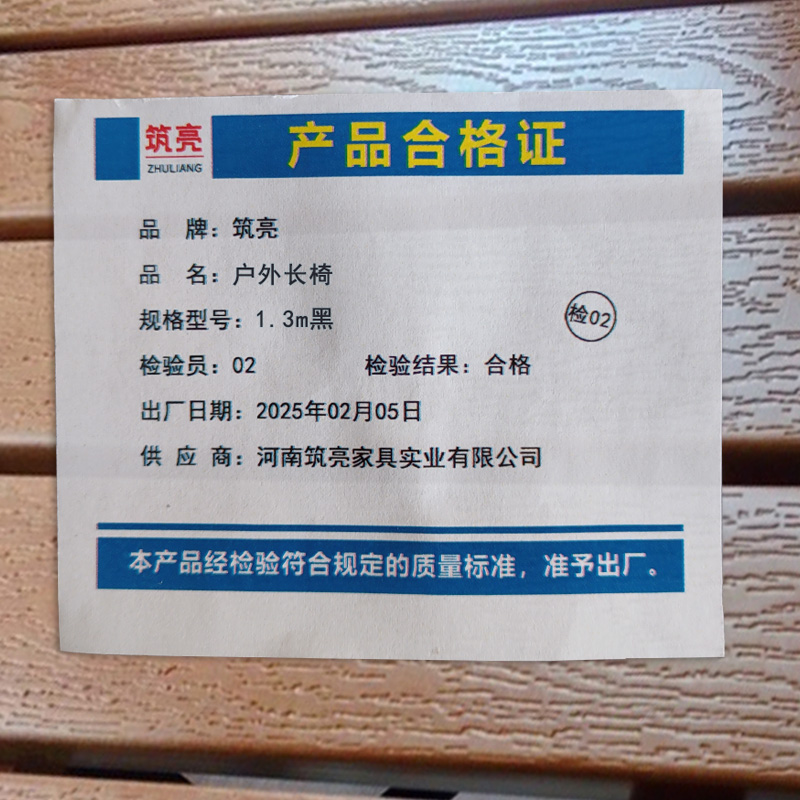 筑亮
ZHULIANG
产品合格证
品 牌：筑亮
品 名：户外长椅
规格型号：1.3m黑
检02
检验员：02 检验结果：合格
出厂日期：2025年02月05日
供 应 商：河南筑亮家具实业有限公司
本产品经检验符合规定的质量标准，准予出厂。